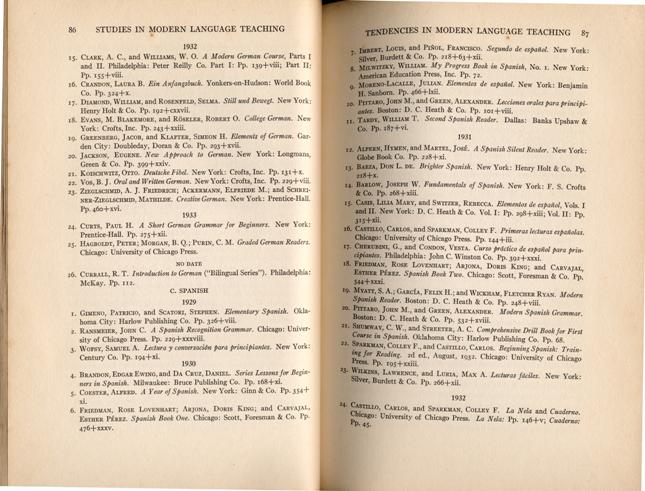 86 STUDIES IN MODERN LANGUAGE TEACHING
1932
15. CLARK, A. C., and WILLIAMS, W. O. A Modern German Course, Parts I
and II. Philadelphia: Peter Reilly Co. Part I: Pp. 139+viii; Part II:
Pp. 155+viii.
16. CRANDON, LAURA B. Ein Anfangsbuch. Yonkers-on-Hudson: World Book
Co. Pp. 324+x.
17. DIAMOND, WILLIAM, and ROSENFELD, SELMA. Still und Bewegt. New York:
Henry Holt & Co. Pp. 192+cxxvii.
18. EVANS, M. BLAKEMORE, and RÖSELER, ROBERT O. College German. New
York: Crofts, Inc. Pp. 243+xxiii.
19. GREENBERG, JACOB, and KLAFTER, SIMEON H. Elements of German. Gar-
den City: Doubleday, Doran & Co. Pp. 293+xvii.
20. JACKSON, EUGENE. New Approach to German. New York: Longmans,
Green & Co. Pp. 399+xxiv.
21. KOISCHWITZ, OTTO. Deutsche Fibel. New York: Crofts, Inc. Pp. 131+x.
22. VOS, B. J. Oral and Written German. New York: Crofts, Inc. Pp. 229+viii.
23. ZIEGLSCHMID, A. J. FRIEDRICH; ACKERMANN, ELFRIEDE M.; and SCHREI-
NER-ZIEGLSCHMID, MATHILDE. Creative German. New York: Prentice-Hall.
Pp. 460+xvi.
1933
24. CURTS, PAUL H. A Short German Grammar for Beginners. New York:
Prentice-Hall. Pp. 275+xii.
25. HAGBOLDT, PETER; MORGAN, B. Q.; PURIN, C. M. Graded German Readers.
Chicago: University of Chicago Press.
NO DATE
26. CURRALL, R. T. Introduction to German ("Bilingual Series"). Philadelphia:
McKay. Pp. 112.
C. SPANISH
1929
1. GIMENO, PATRICIO, and SCATORI, STEPHEN. Elementary Spanish. Okla-
homa City: Harlow Publishing Co. Pp. 326+viii.
2. RANSMEIER, JOHN C. A Spanish Recognition Grammar. Chicago: Univer-
sity of Chicago Press. Pp. 229+xxxviii.
3. WOFSY, SAMUEL A. Lectura y conversación para principiantes. New York:
Century Co. Pp. 194+xi.
1930
4. BRANDON, EDGAR EWING, and DA CRUZ, DANIEL. Series Lessons for Begin-
ners in Spanish. Milwaukee: Bruce Publishing Co. Pp. 168+xi.
5. COESTER, ALFRED. A Year of Spanish. New York: Ginn & Co. Pp. 354+
xi.
6. FRIEDMAN, ROSE LOVENHART; ARJONA, DORIS KING; and CARVAJAL,
ESTHER PÉREZ. Spanish Book One. Chicago: Scott, Foresman & Co. Pp.
476+xxxv.
TENDENCIES IN MODERN LANGUAGE TEACHING 87
7. IMBERT, LOUIS, and PIÑOL, FRANCISCO. Segundo de español. New York:
Silver, Burdett & Co. Pp. 218+63+xii.
8. MILWITZKY, WILLIAM. My Progress Book in Spanish, No. 1. New York:
American Education Press, Inc. Pp. 72.
9. MORENO-LACALLE, JULIAN. Elementos de español. New York: Benjamin
H. Sanborn. Pp. 466+lxii.
10. PITTARO, JOHN M., and GREEN, ALEXANDER. Lecciones orales para principi-
antes. Boston: D. C. Heath & Co. Pp. 101+viii.
11. TARDY, WILLIAM T. Second Spanish Reader. Dallas: Banks Upshaw &
Co. Pp. 187+vi.
1931
12. ALPERN, HYMEN, and MARTEL, JOSÉ. A Spanish Silent Reader. New York:
Globe Book Co. Pp. 228+xi.
13. BARZA, DON L. DE. Brighter Spanish. New York: Henry Holt & Co. Pp.
218+x.
14. BARLOW, JOSEPH W. Fundamentals of Spanish. New York: F. S. Crofts
& Co. Pp. 268+xiii.
15. CASIS, LILIA MARY, and SWITZER, REBECCA. Elementos de español, Vols. I
and II. New York: D. C. Heath & Co. Vol. I: Pp. 298+xiii; Vol. II: Pp.
315+xii.
16. CASTILLO, CARLOS, and SPARKMAN, COLLEY F. Primeras lecturas españolas.
Chicago: University of Chicago Press. Pp. 144+iii.
17. CHERUBINI, G., and CONDON, VESTA. Curso práctico de español para prin-
cipiantes. Philadelphia: John C. Winston Co. Pp. 392+xxxi.
18. FRIEDMAN, ROSE LOVENHART; ARJONA, DORIS KING; and CARVAJAL,
ESTHER PÉREZ. Spanish Book Two. Chicago: Scott, Foresman & Co. Pp.
544+xxxi.
19. MYATT, S. A.; GARCÍA, FELIX H.; and WICKHAM, FLETCHER RYAN. Modern
Spanish Reader. Boston: D. C. Heath & Co. Pp. 248+viii.
20. PITTARO, JOHN M., and GREEN, ALEXANDER. Modern Spanish Grammar.
Boston: D. C. Heath & Co. Pp. 532+xviii.
21. SHUMWAY, C. W., and STREETER, A. C. Comprehensive Drill Book for First
Course in Spanish. Oklahoma City: Harlow Publishing Co. Pp. 68.
22. SPARKMAN, COLLEY F., and CASTILLO, CARLOS. Beginning Spanish: Train-
ing for Reading. 2d ed., August, 1932. Chicago: University of Chicago
Press. Pp. 195+xxiii.
23. WILKINS, LAWRENCE, and LURIA, MAX A. Lecturas fáciles. New York:
Silver, Burdett & Co. Pp. 266+xii.
1932
24. CASTILLO, CARLOS, and SPARKMAN, COLLEY F. La Nela and Cuaderno.
Chicago: University of Chicago Press. La Nela: Pp. 146+v; Cuaderno:
Pp. 45.